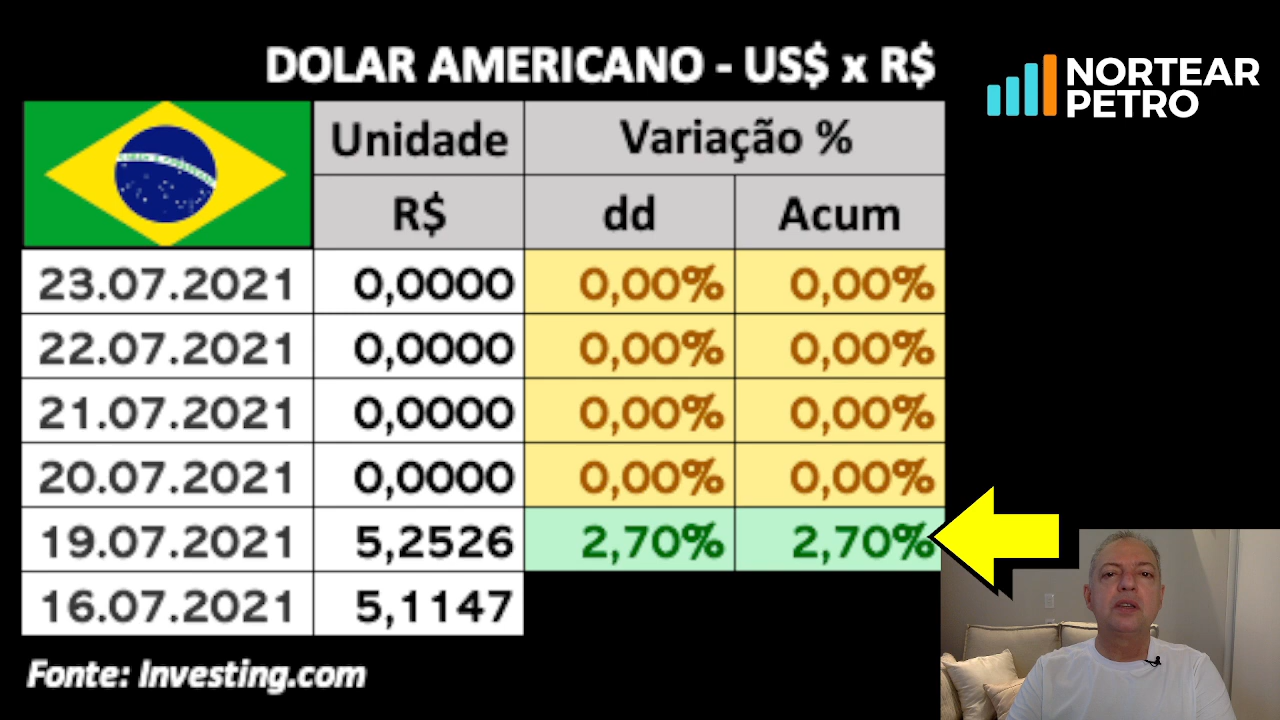 DOLAR AMERICANO - US$ x R$
NORTEAR
PETRO
Unidade Variação %
R$ dd Acum
23.07.2021 0,0000 0,00% 0,00%
22.07.2021 0,0000 0,00% 0,00%
21.07.2021 0,0000 0,00% 0,00%
20.07.2021 0,0000 0,00% 0,00%
19.07.2021 5,2526 2,70% 2,70%
16.07.2021 5,1147
Fonte: Investing.com